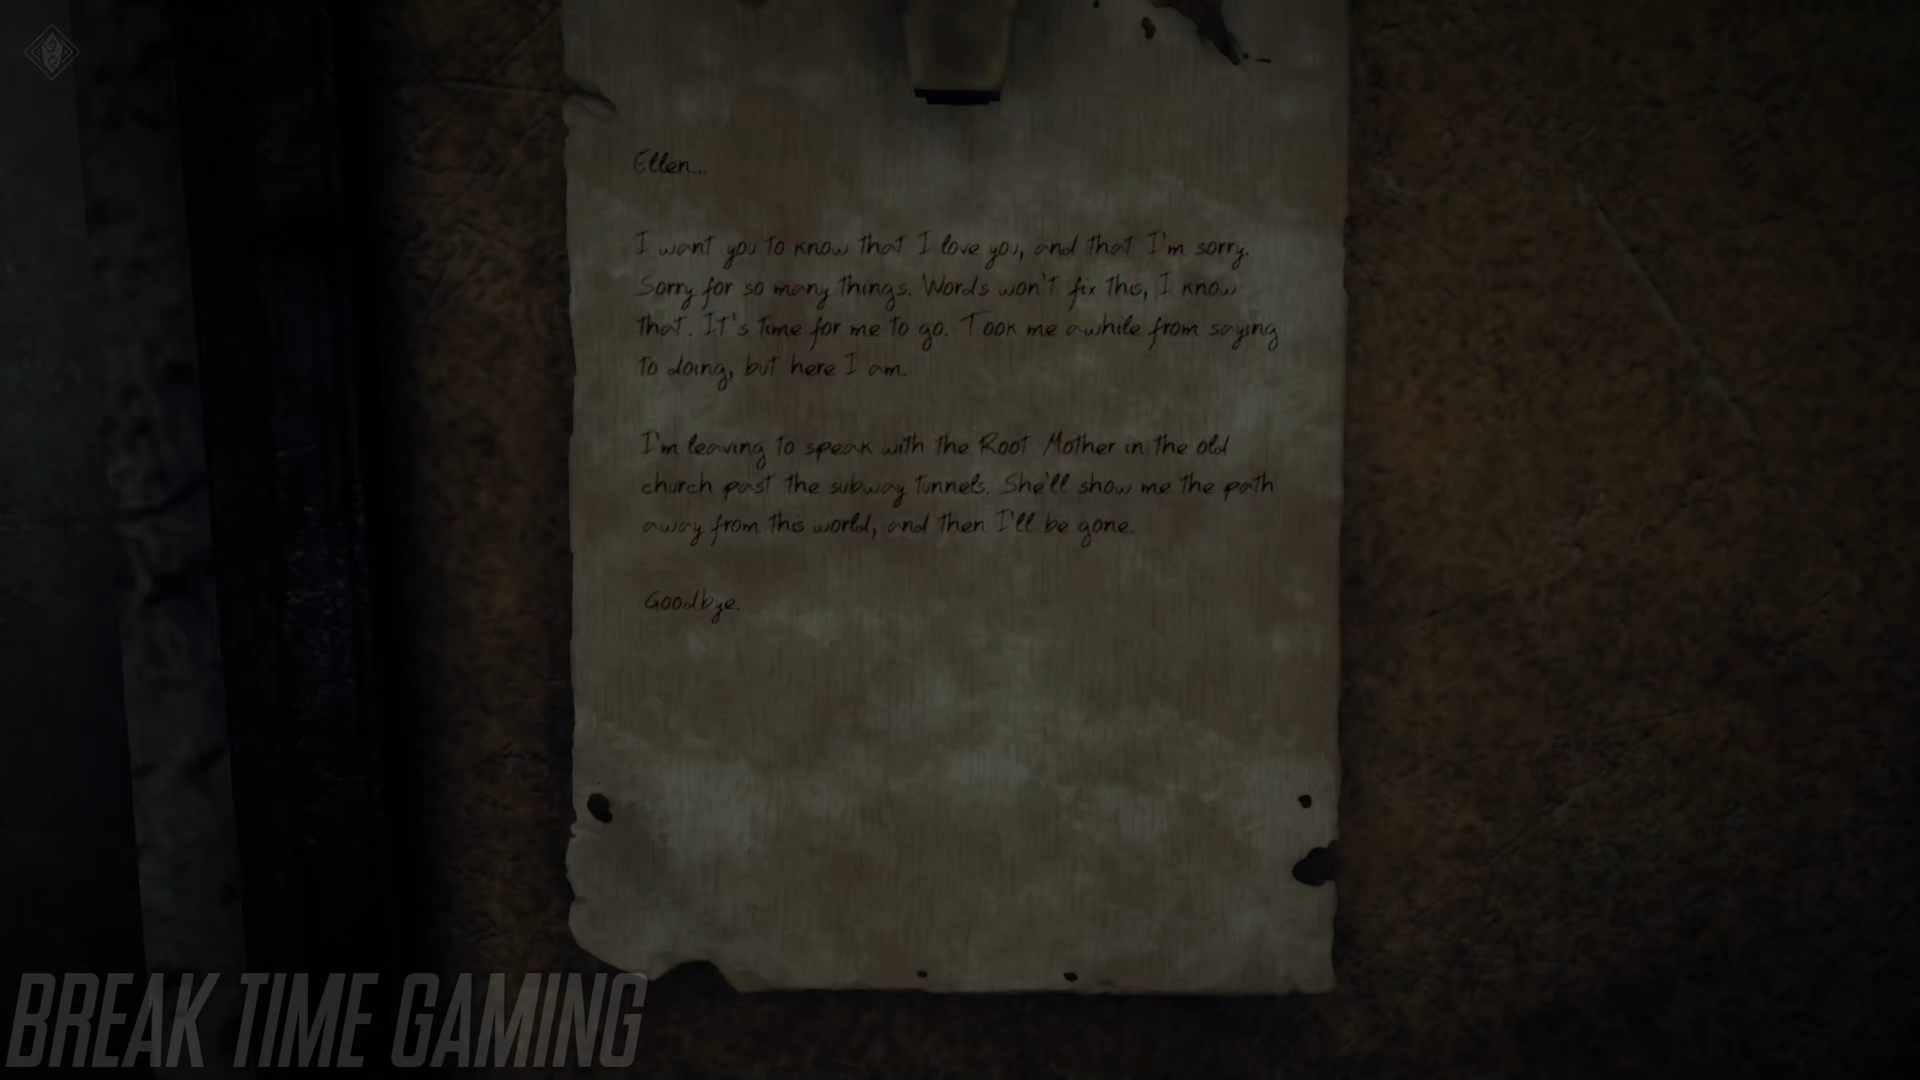 Ellen...
I want you to know that I love you, and that I'm sorry.
Sorry for so many things. Words won't fix this, I know
that. It's time for me to go. Took me awhile from saying
to doing, but here I am.
I'm leaving to speak with the Root Mother in the old
church past the subway tunnels. She'll show me the path
away from this world, and then I'll be gone.
Goodbye.
BREAK TIME GAMING